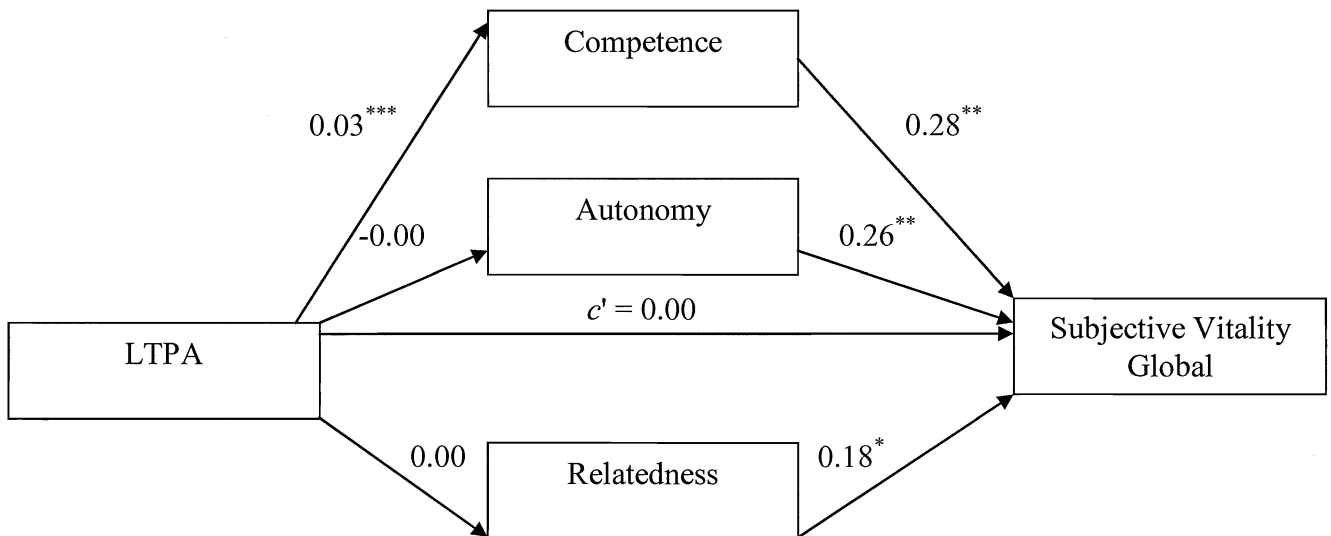 Competence
0.03***
0.28**
Autonomy
-0.00
0.26**
c' = 0.00
LTPA
Subjective Vitality
Global
0.00
Relatedness
0.18*